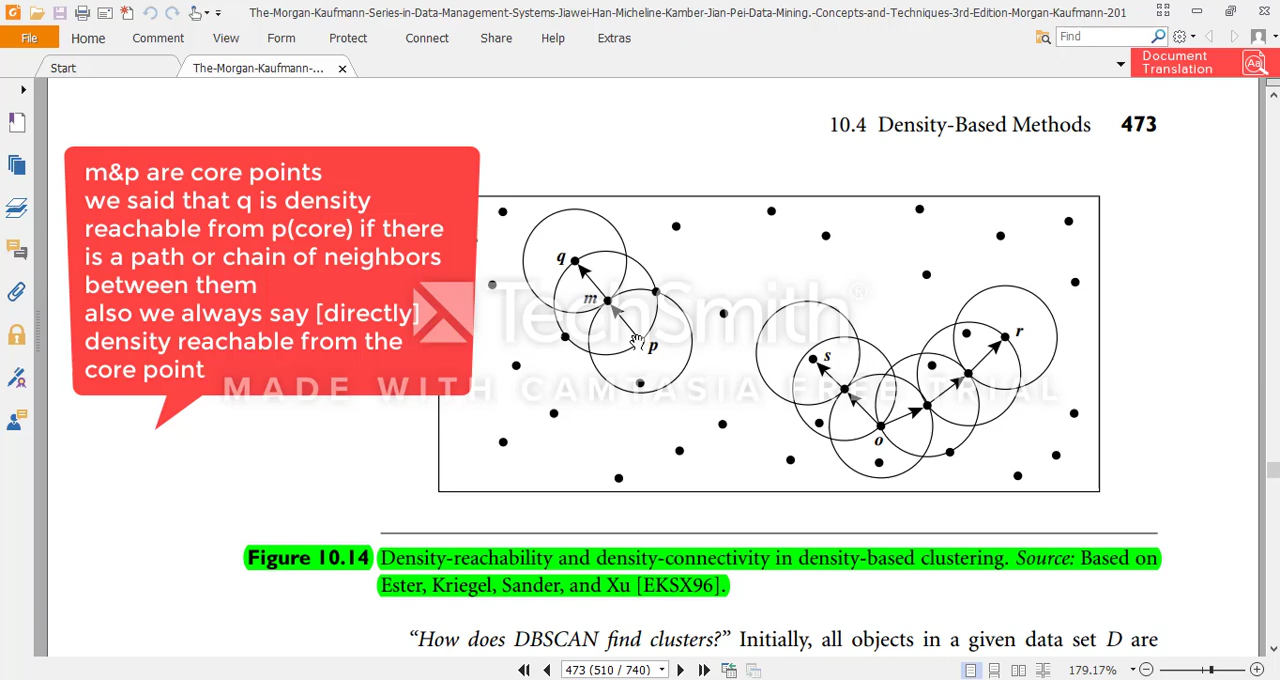 The-Morgan-Kaufmann-Series-in-Data-Management-Systems-Jiawei-Han-Micheline-Kamber-Jian-Pei-Data-Mining.-Concepts-and-Techniques-3rd-Edition-Morgan-Kaufmann-201
File Home Comment View Form Protect Connect Share Help Extras Find
Start The-Morgan-Kaufmann-... Document
Translation
10.4 Density-Based Methods 473
m&p are core points
we said that q is density
reachable from p(core) if there
is a path or chain of neighbors
between them
also we always say [directly]
density reachable from the
core point
q
m
p
s
r
o
TechSmith®
MADE WITH CAMTASIA FREE TRIAL
Figure 10.14 Density-reachability and density-connectivity in density-based clustering. Source: Based on
Ester, Kriegel, Sander, and Xu [EKSX96].
“How does DBSCAN find clusters?” Initially, all objects in a given data set D are
473 (510 / 740) 179.17%